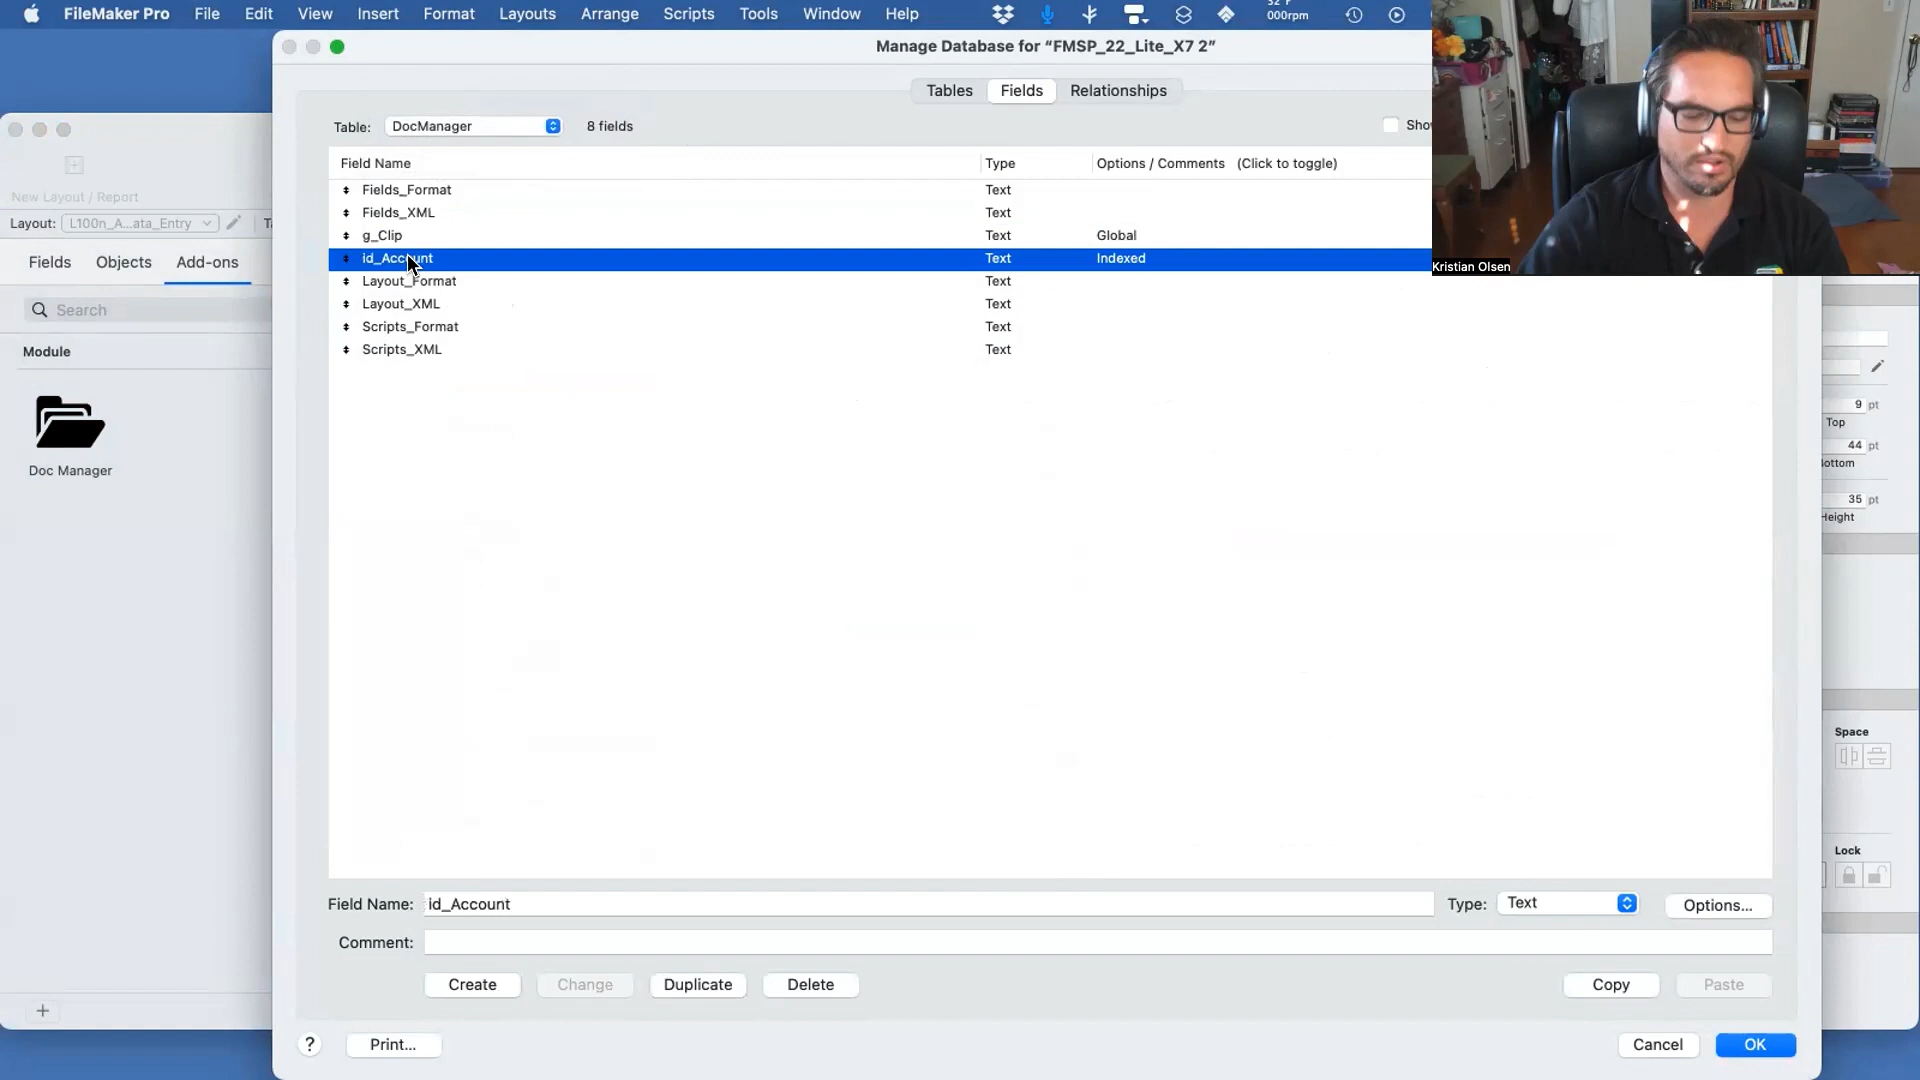 FileMaker Pro File Edit View Insert Format Layouts Arrange Scripts Tools Window Help
000rpm
Manage Database for “FMSP_22_Lite_X7 2”
Tables Fields Relationships
Table: DocManager 8 fields
Field Name Type Options / Comments (Click to toggle)
Fields_Format Text
Fields_XML Text
g_Clip Text Global
id_Account Text Indexed
Layout_Format Text
Layout_XML Text
Scripts_Format Text
Scripts_XML Text
Field Name: id_Account Type: Text Options...
Comment:
Create Change Duplicate Delete Copy Paste
? Print... Cancel OK
New Layout / Report
Layout: L100n_A...ata_Entry
Fields Objects Add-ons
Search
Module
Doc Manager
Kristian Olsen
9 pt
Top
44 pt
35 pt
Height
Space
Lock